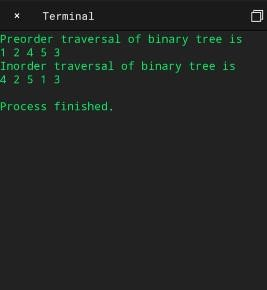 × Terminal
Preorder traversal of binary tree is
1 2 4 5 3
Inorder traversal of binary tree is
4 2 5 1 3

Process finished.